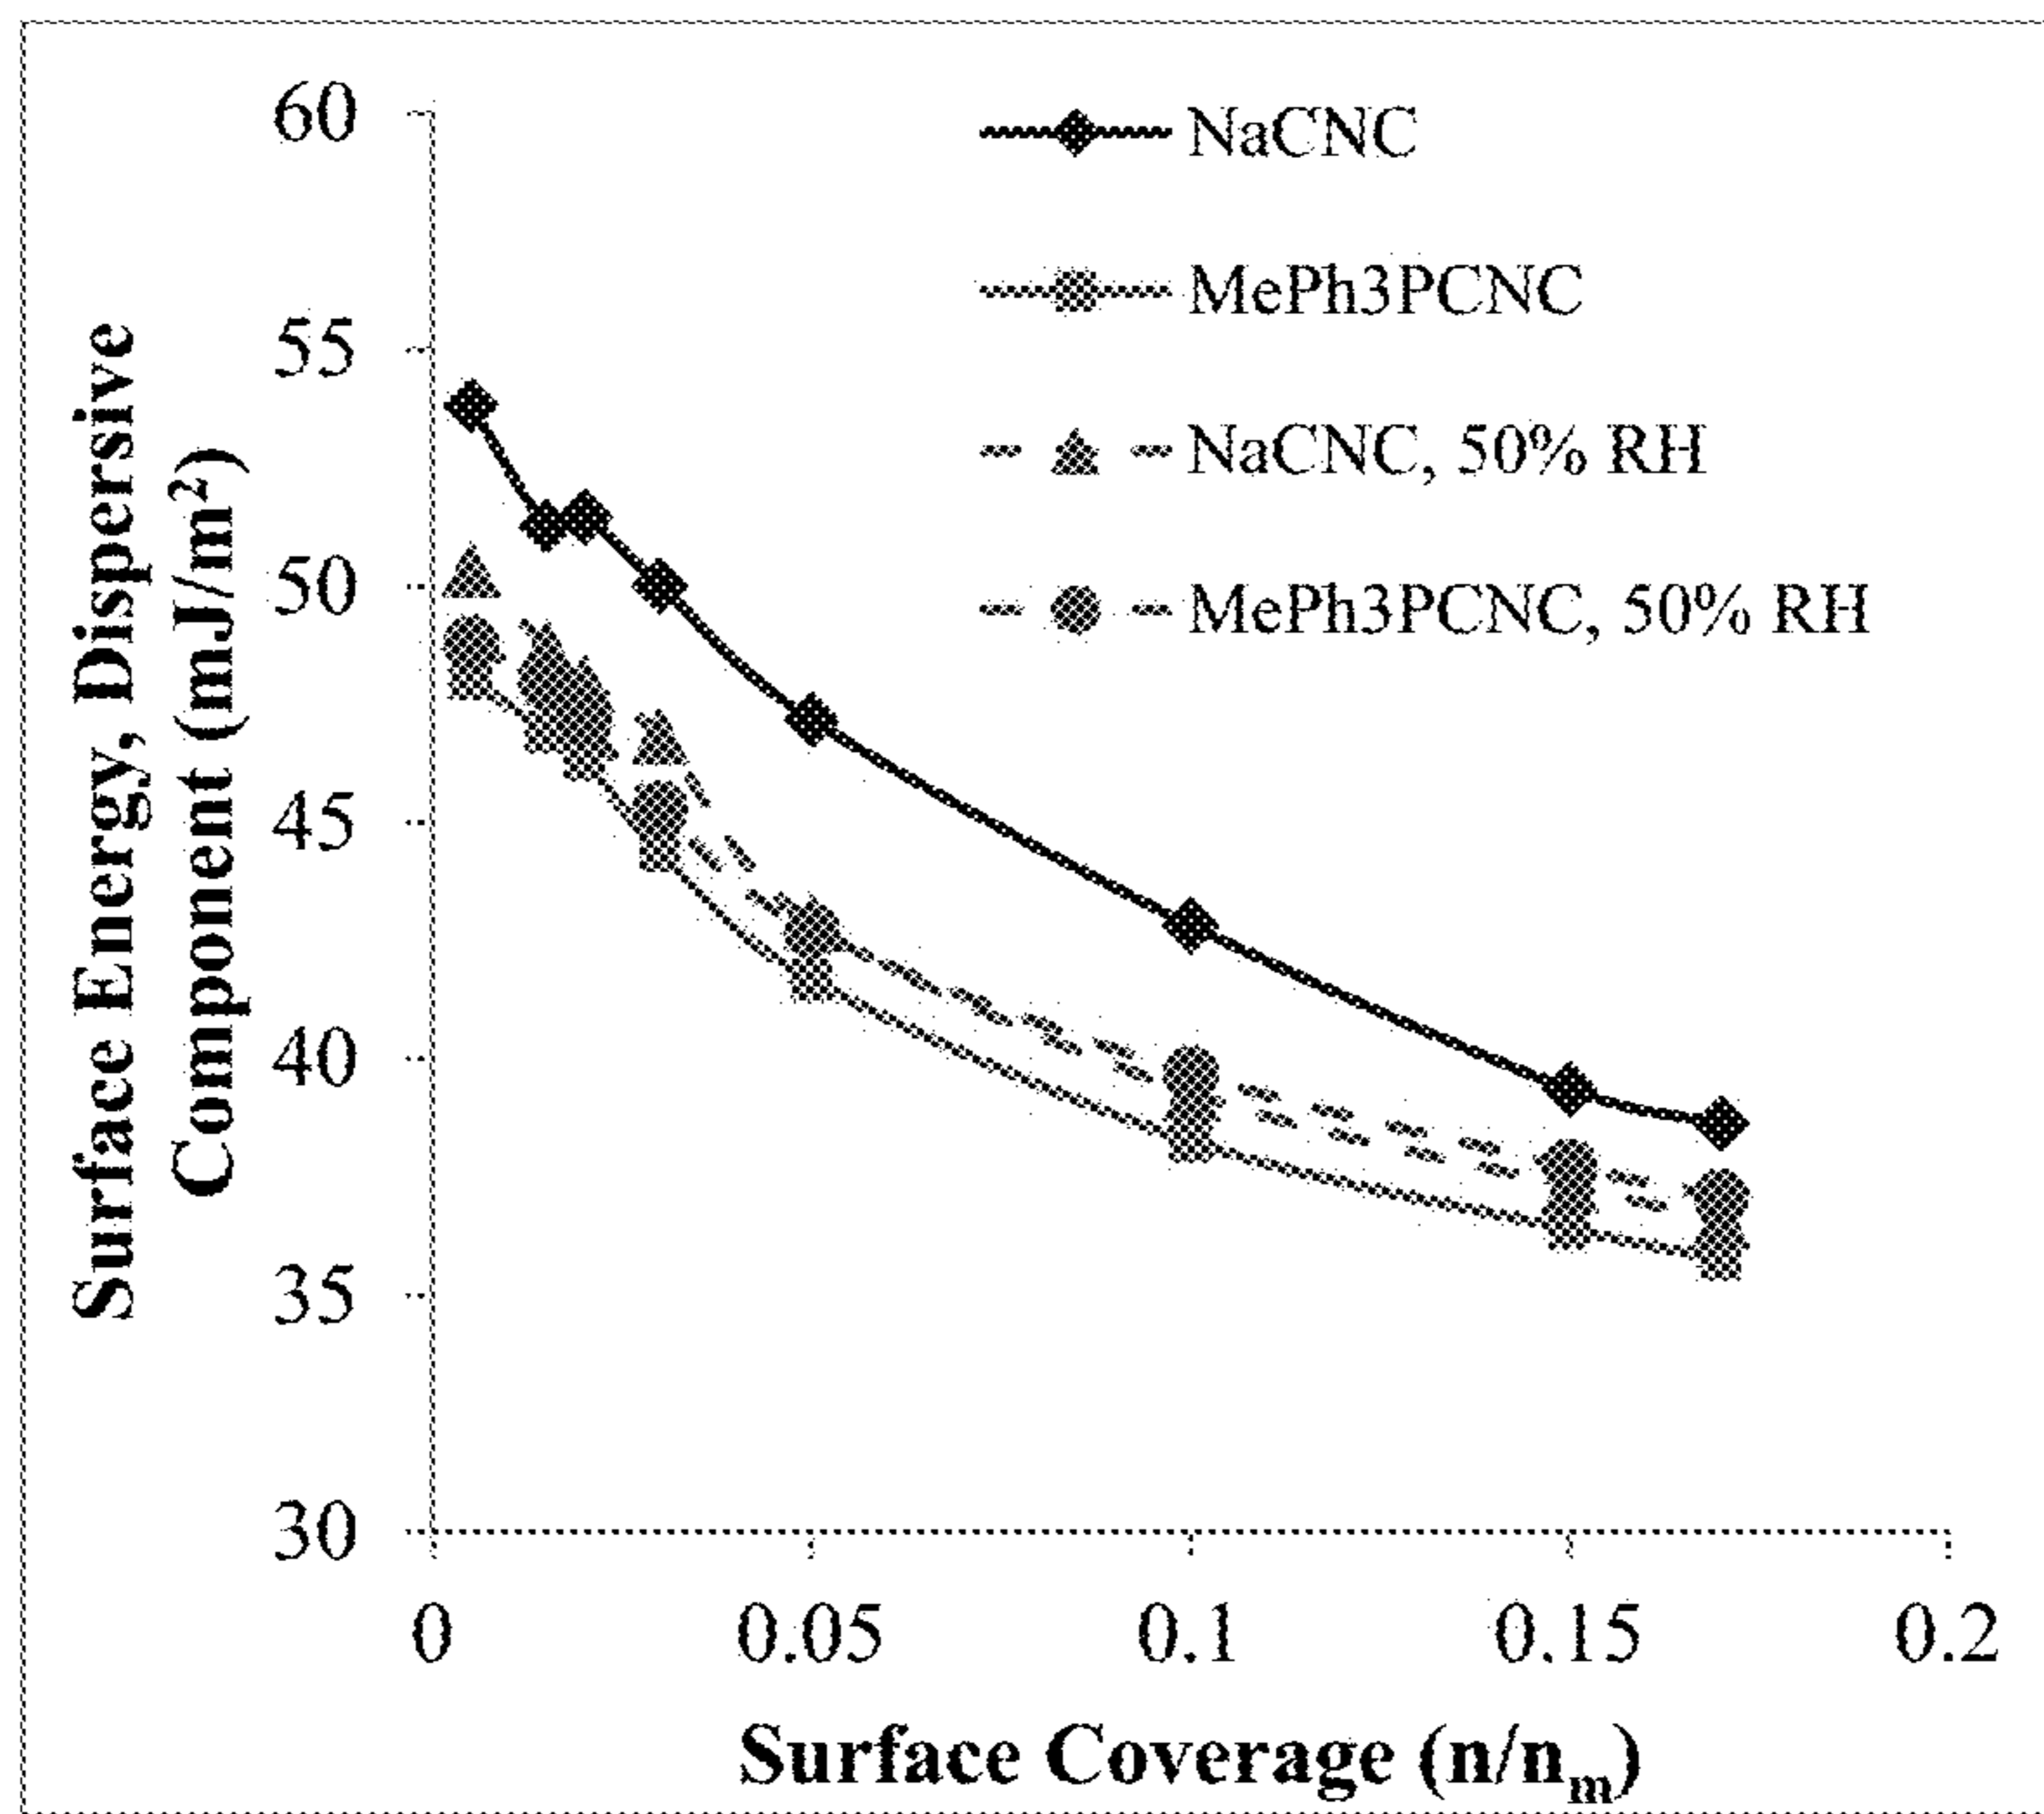 Surface Energy, Dispersive
Component (mJ/m²)
60
55
50
45
40
35
30
NaCNC
MePh3PCNC
NaCNC, 50% RH
MePh3PCNC, 50% RH
0 0.05 0.1 0.15 0.2
Surface Coverage (n/nₘ)